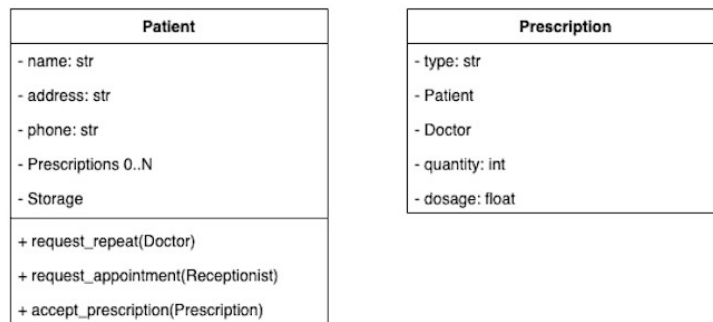 Patient
- name: str
- address: str
- phone: str
- Prescriptions 0..N
- Storage
+ request_repeat(Doctor)
+ request_appointment(Receptionist)
+ accept_prescription(Prescription)
Prescription
- type: str
- Patient
- Doctor
- quantity: int
- dosage: float